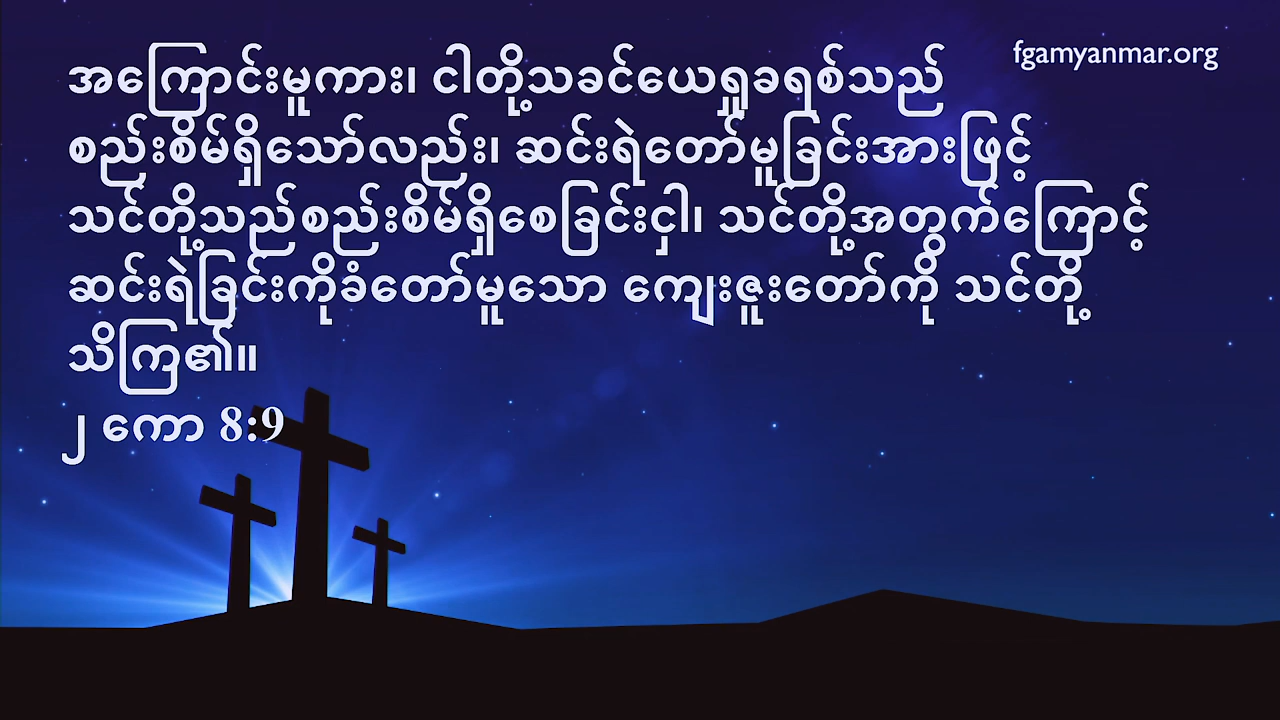 fgamyanmar.org
အကြောင်းမူကား၊ ငါတို့သခင်ယေရှုခရစ်သည်
စည်းစိမ်ရှိသော်လည်း၊ ဆင်းရဲတော်မူခြင်းအားဖြင့်
သင်တို့သည်စည်းစိမ်ရှိစေခြင်းငှါ၊ သင်တို့အတွက်ကြောင့်
ဆင်းရဲခြင်းကိုခံတော်မူသော ကျေးဇူးတော်ကို သင်တို့
သိကြ၏။
၂ ကော 8:9